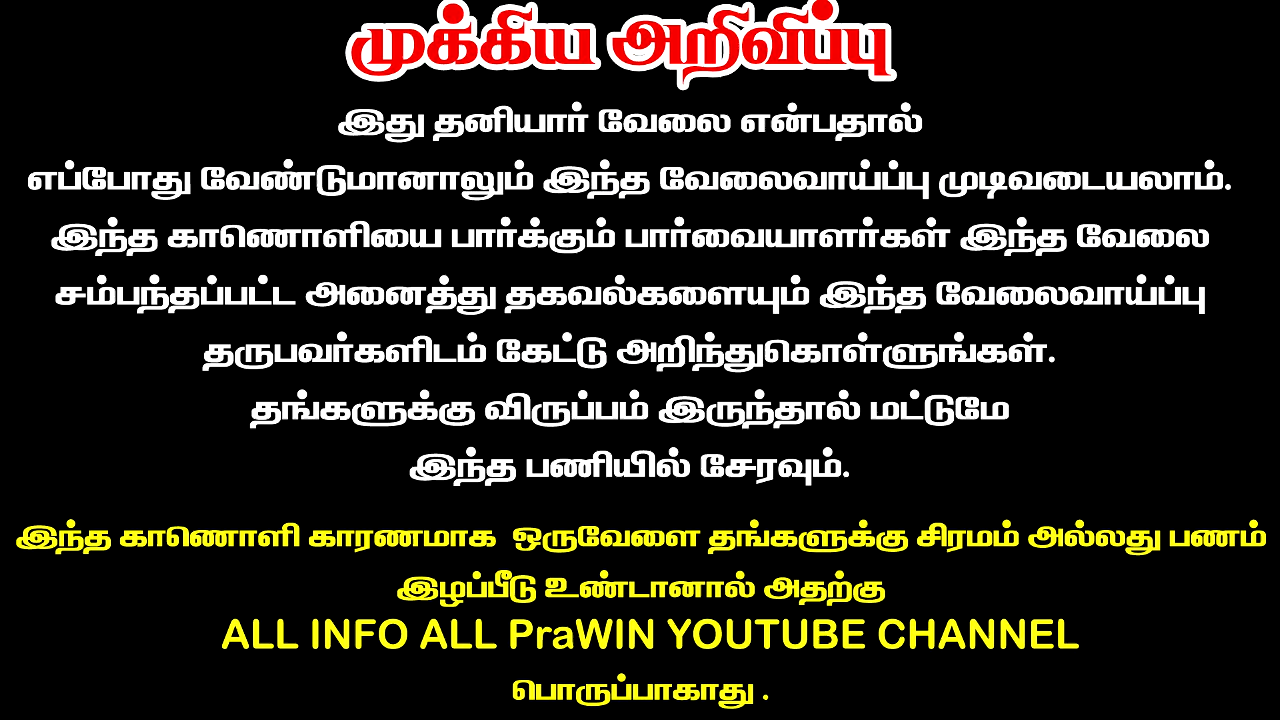 முக்கிய அறிவிப்பு
இது தனியார் வேலை என்பதால்
எப்போது வேண்டுமானாலும் இந்த வேலைவாய்ப்பு முடிவடையலாம்.
இந்த காணொளியை பார்க்கும் பார்வையாளர்கள் இந்த வேலை
சம்பந்தப்பட்ட அனைத்து தகவல்களையும் இந்த வேலைவாய்ப்பு
தருபவர்களிடம் கேட்டு அறிந்துகொள்ளுங்கள்.
தங்களுக்கு விருப்பம் இருந்தால் மட்டுமே
இந்த பணியில் சேரவும்.
இந்த காணொளி காரணமாக ஒருவேளை தங்களுக்கு சிரமம் அல்லது பணம்
இழப்பீடு உண்டானால் அதற்கு
ALL INFO ALL PraWIN YOUTUBE CHANNEL
பொருப்பாகாது .